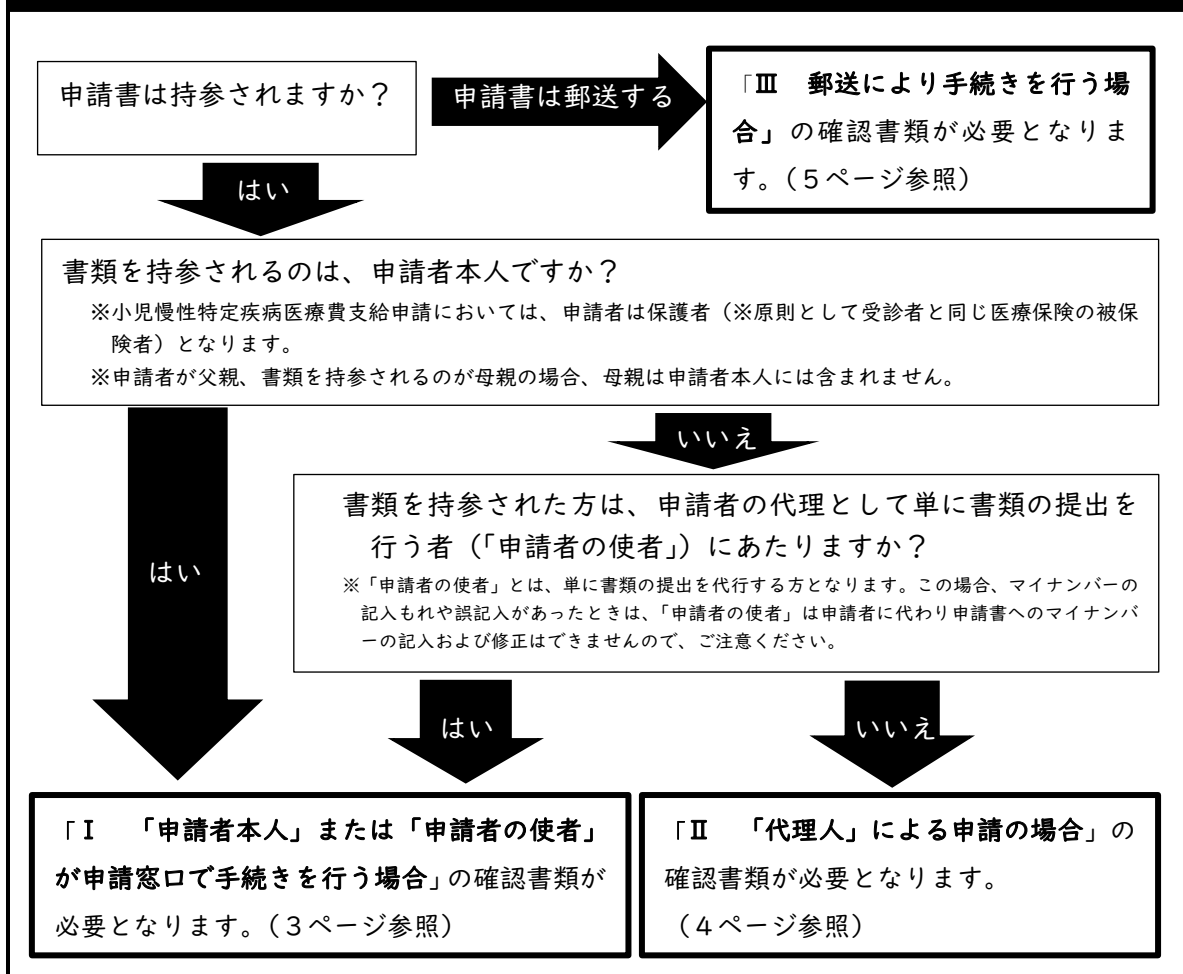 申請書は持参されますか？
申請書は郵送する
「Ⅲ　郵送により手続きを行う場
合」の確認書類が必要となりま
す。（５ページ参照）
はい
書類を持参されるのは、申請者本人ですか？
※小児慢性特定疾病医療費支給申請においては、申請者は保護者（※原則として受診者と同じ医療保険の被保
険者）となります。
※申請者が父親、書類を持参されるのが母親の場合、母親は申請者本人には含まれません。
いいえ
書類を持参された方は、申請者の代理として単に書類の提出を
行う者（「申請者の使者」）にあたりますか？
※「申請者の使者」とは、単に書類の提出を代行する方となります。この場合、マイナンバーの
記入もれや誤記入があったときは、「申請者の使者」は申請者に代わり申請書へのマイナンバ
ーの記入および修正はできませんので、ご注意ください。
はい
はい
いいえ
「Ⅰ　「申請者本人」または「申請者の使者」
が申請窓口で手続きを行う場合」の確認書類が
必要となります。（３ページ参照）
「Ⅱ　「代理人」による申請の場合」の
確認書類が必要となります。
（４ページ参照）